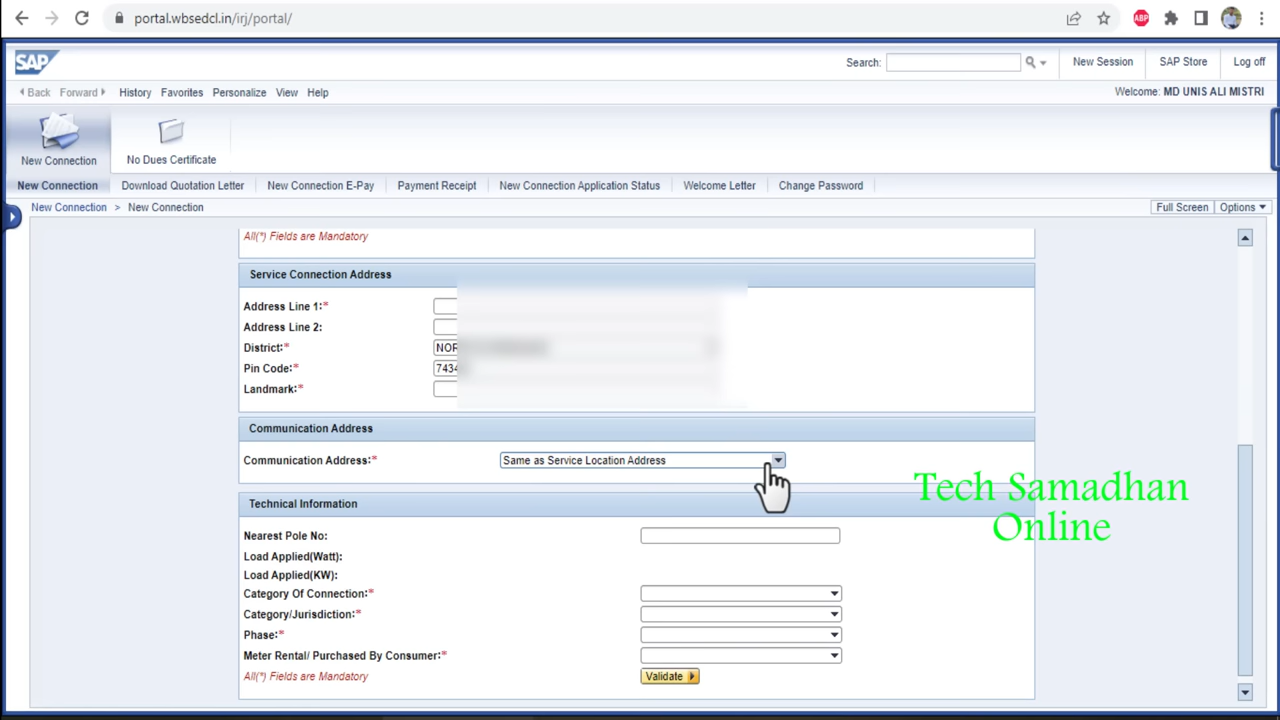 portal.wbsedcl.in/irj/portal/
ABP
SAP
Search:
New Session
SAP Store
Log off
Back Forward History Favorites Personalize View Help
Welcome: MD UNIS ALI MISTRI
New Connection
No Dues Certificate
New Connection Download Quotation Letter New Connection E-Pay Payment Receipt New Connection Application Status Welcome Letter Change Password
New Connection > New Connection
Full Screen Options
All(*) Fields are Mandatory
Service Connection Address
Address Line 1:*
Address Line 2:
District:* NOR
Pin Code:* 7434
Landmark:*
Communication Address
Communication Address:* Same as Service Location Address
Tech Samadhan
Online
Technical Information
Nearest Pole No:
Load Applied(Watt):
Load Applied(KW):
Category Of Connection:*
Category/Jurisdiction:*
Phase:*
Meter Rental/ Purchased By Consumer:*
All(*) Fields are Mandatory
Validate